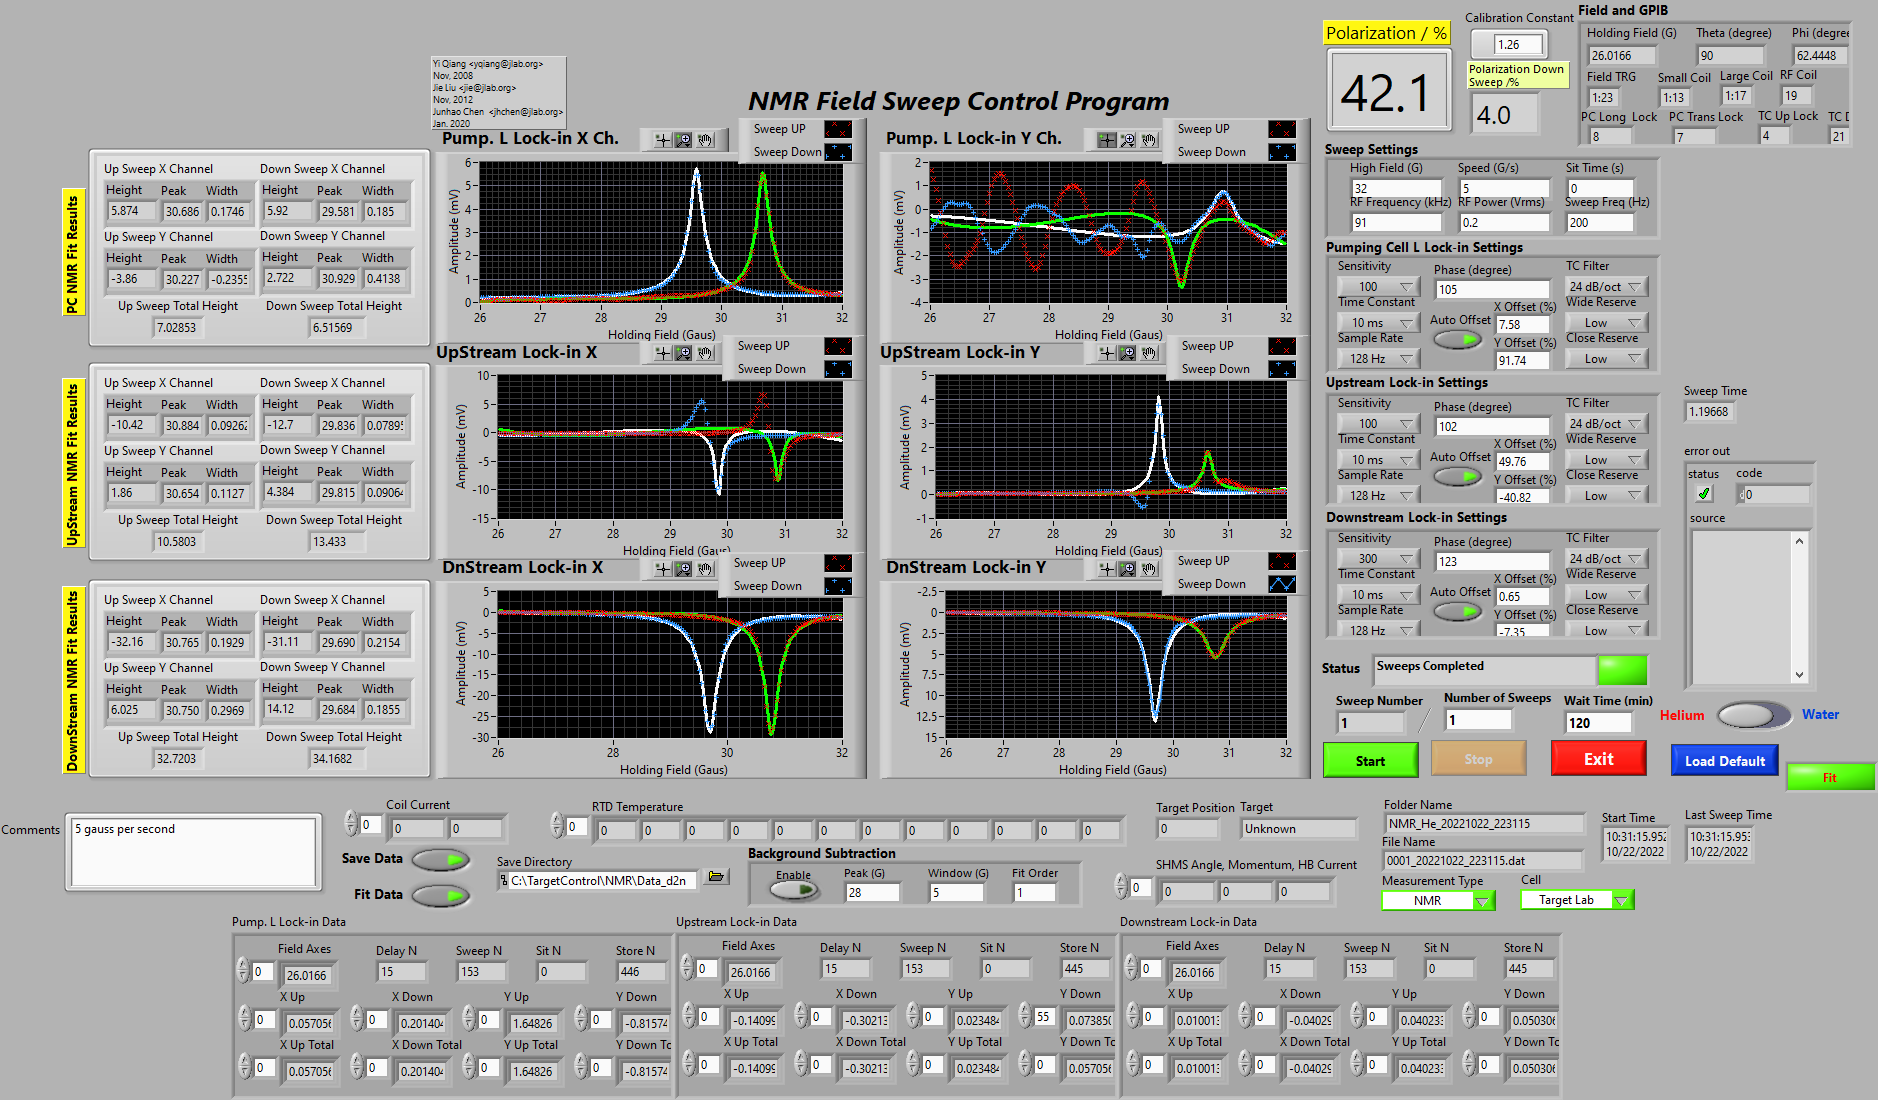 Yi Qiang <yqiang@jlab.org>
Nov, 2008
Jie Liu <jie@jlab.org>
Nov, 2012
Junhao Chen <jhchen@jlab.org>
Jan. 2020
NMR Field Sweep Control Program
Polarization / %
42.1
Calibration Constant
1.26
Polarization Down
Sweep /%
4.0
Field and GPIB
Holding Field (G) Theta (degree) Phi (degree
26.0166 90 62.4448
Field TRG Small Coil Large Coil RF Coil
1:23 1:13 1:17 19
PC Long Lock PC Trans Lock TC Up Lock TC D
8 7 4 21
Sweep Settings
High Field (G) Speed (G/s) Sit Time (s)
32 5 0
RF Frequency (kHz) RF Power (Vrms) Sweep Freq (Hz)
91 0.2 200
PC NMR Fit Results
Up Sweep X Channel Down Sweep X Channel
Height Peak Width Height Peak Width
5.874 30.686 0.1746 5.92 29.581 0.185
Up Sweep Y Channel Down Sweep Y Channel
Height Peak Width Height Peak Width
-3.86 30.227 -0.2355 2.722 30.929 0.4138
Up Sweep Total Height Down Sweep Total Height
7.02853 6.51569
Pump. L Lock-in X Ch.
Sweep UP
Sweep Down
Amplitude (mV)
6
5
4
3
2
1
0
26 27 28 29 30 31 32
Holding Field (Gaus)
Pump. L Lock-in Y Ch.
Sweep UP
Sweep Down
Amplitude (mV)
2
1
0
-1
-2
-3
-4
26 27 28 29 30 31 32
Holding Field (Gaus)
Pumping Cell L Lock-in Settings
Sensitivity Phase (degree) TC Filter
100 105 24 dB/oct
Time Constant X Offset (%) Wide Reserve
10 ms Auto Offset 7.58 Low
Sample Rate Y Offset (%) Close Reserve
128 Hz 91.74 Low
UpStream NMR Fit Results
Up Sweep X Channel Down Sweep X Channel
Height Peak Width Height Peak Width
-10.42 30.884 0.09262 -12.7 29.836 0.07895
Up Sweep Y Channel Down Sweep Y Channel
Height Peak Width Height Peak Width
1.86 30.654 0.1127 4.384 29.815 0.09064
Up Sweep Total Height Down Sweep Total Height
10.5803 13.433
UpStream Lock-in X
Sweep UP
Sweep Down
Amplitude (mV)
10
5
0
-5
-10
-15
26 27 28 29 30 31 32
Holding Field (Gaus)
UpStream Lock-in Y
Sweep UP
Sweep Down
Amplitude (mV)
5
4
3
2
1
0
-1
26 27 28 29 30 31 32
Holding Field (Gaus)
Upstream Lock-in Settings
Sensitivity Phase (degree) TC Filter
100 102 24 dB/oct
Time Constant X Offset (%) Wide Reserve
10 ms Auto Offset 49.76 Low
Sample Rate Y Offset (%) Close Reserve
128 Hz -40.82 Low
Sweep Time
1.19668
error out
status code
0
source
DownStream NMR Fit Results
Up Sweep X Channel Down Sweep X Channel
Height Peak Width Height Peak Width
-32.16 30.765 0.1929 -31.11 29.690 0.2154
Up Sweep Y Channel Down Sweep Y Channel
Height Peak Width Height Peak Width
6.025 30.750 0.2969 14.12 29.684 0.1855
Up Sweep Total Height Down Sweep Total Height
32.7203 34.1682
DnStream Lock-in X
Sweep UP
Sweep Down
Amplitude (mV)
5
0
-5
-10
-15
-20
-25
-30
26 28 30 32
Holding Field (Gaus)
DnStream Lock-in Y
Sweep UP
Sweep Down
Amplitude (mV)
-2.5
0
2.5
5
7.5
10
12.5
15
26 27 28 29 30 31 32
Holding Field (Gaus)
Downstream Lock-in Settings
Sensitivity Phase (degree) TC Filter
300 123 24 dB/oct
Time Constant X Offset (%) Wide Reserve
10 ms Auto Offset 0.65 Low
Sample Rate Y Offset (%) Close Reserve
128 Hz -7.35 Low
Status Sweeps Completed
Sweep Number Number of Sweeps Wait Time (min)
1 / 1 120
Helium Water
Start Stop Exit Load Default Fit
Comments
5 gauss per second
Coil Current
0 0 0
Save Data
Fit Data
RTD Temperature
0 0 0 0 0 0 0 0 0 0 0 0 0
Save Directory
C:\TargetControl\NMR\Data_d2n
Background Subtraction
Enable Peak (G) Window (G) Fit Order
28 5 1
Target Position Target
0 Unknown
SHMS Angle, Momentum, HB Current
0 0 0 0
Folder Name
NMR_He_20221022_223115
File Name
0001_20221022_223115.dat
Measurement Type Cell
NMR Target Lab
Start Time Last Sweep Time
10:31:15.952 10:31:15.953
10/22/2022 10/22/2022
Pump. L Lock-in Data
Field Axes Delay N Sweep N Sit N Store N
0 26.0166 15 153 0 446
X Up X Down Y Up Y Down
0 0.057056 0 0.201404 0 1.64826 0 -0.81574
X Up Total X Down Total Y Up Total Y Down To
0 0.057056 0 0.201404 0 1.64826 0 -0.81574
Upstream Lock-in Data
Field Axes Delay N Sweep N Sit N Store N
0 26.0166 15 153 0 445
X Up X Down Y Up Y Down
0 -0.14099 0 -0.30213 0 0.023484 55 0.073850
X Up Total X Down Total Y Up Total Y Down To
0 -0.14099 0 -0.30213 0 0.023484 0 0.057056
Downstream Lock-in Data
Field Axes Delay N Sweep N Sit N Store N
0 26.0166 15 153 0 445
X Up X Down Y Up Y Down
0 0.010013 0 -0.04029 0 0.040233 0 0.050306
X Up Total X Down Total Y Up Total Y Down To
0 0.010013 0 -0.04029 0 0.040233 0 0.050306